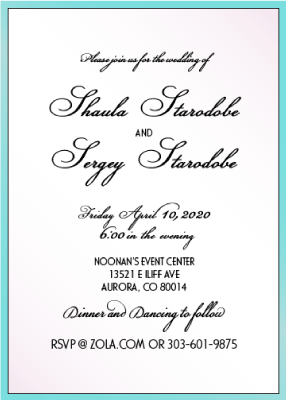 Please join us for the wedding of
Shaula Starodobe
AND
Sergey Starodobe
Friday April 10, 2020
6:00 in the evening
NOONAN'S EVENT CENTER
13521 E ILIFF AVE
AURORA, CO 80014
Dinner and Dancing to follow
RSVP @ ZOLA.COM OR 303-601-9875